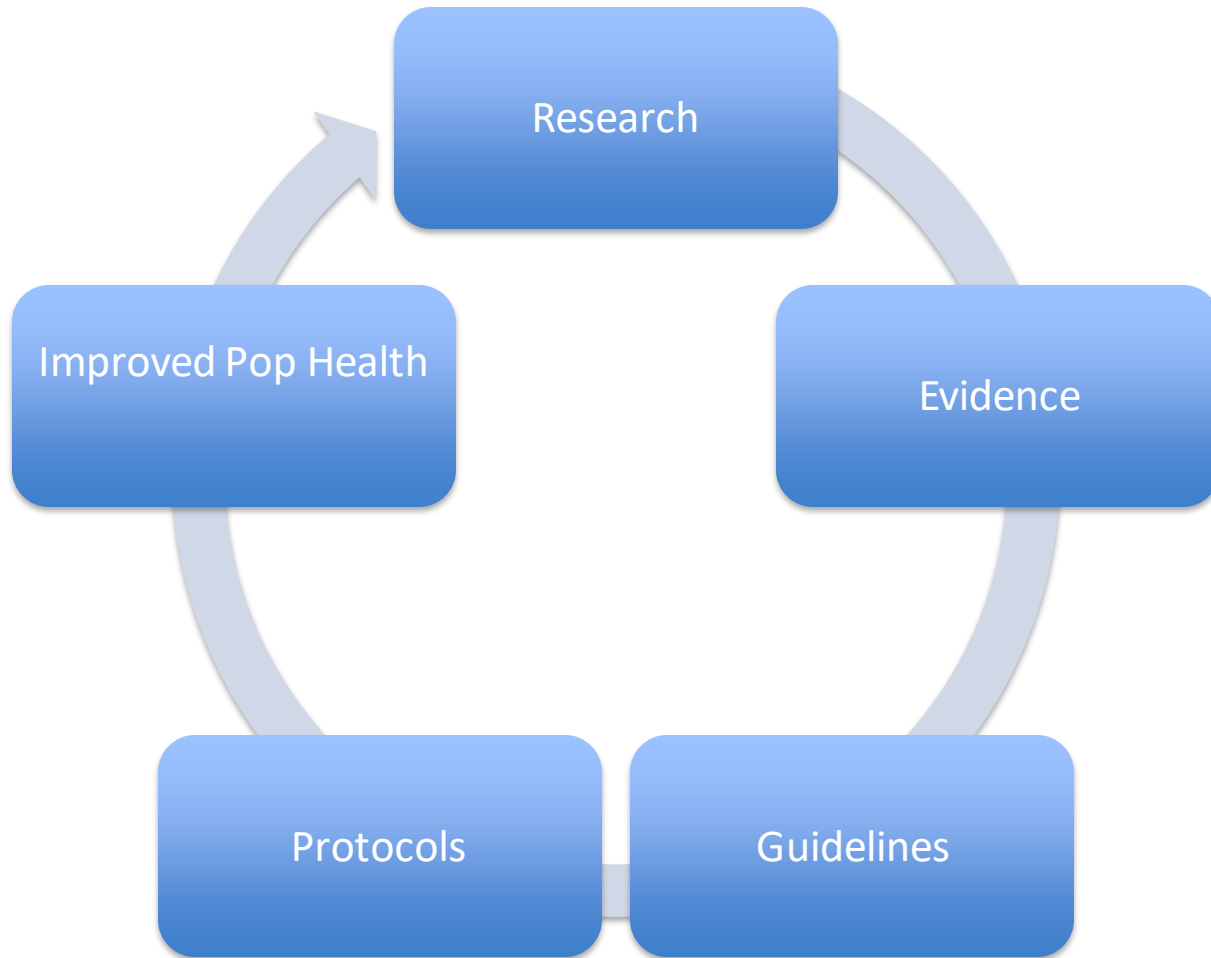 Research
Evidence
Guidelines
Protocols
Improved Pop Health